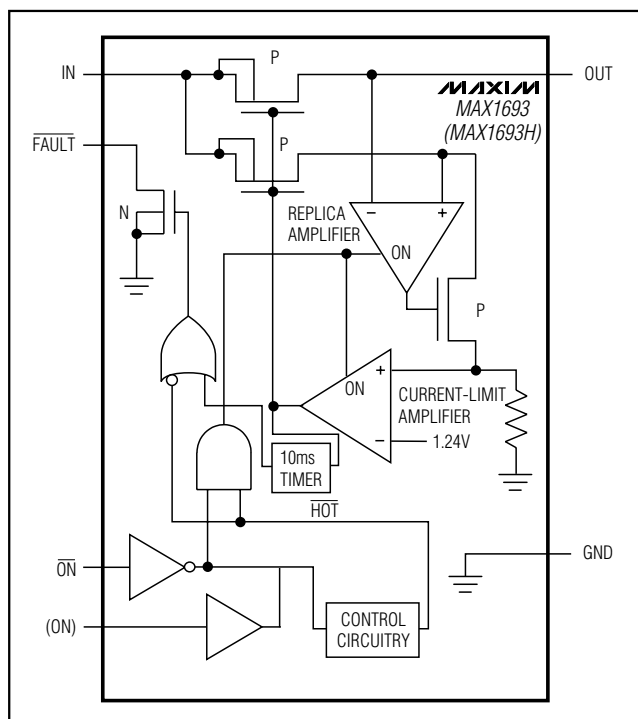 P
IN
OUT
MAXIM
MAX1693
(MAX1693H)
FAULT
P
N
REPLICA
AMPLIFIER
−
+
ON
P
ON
+
CURRENT-LIMIT
AMPLIFIER
−
1.24V
10ms
TIMER
HOT
ON
GND
(ON)
CONTROL
CIRCUITRY